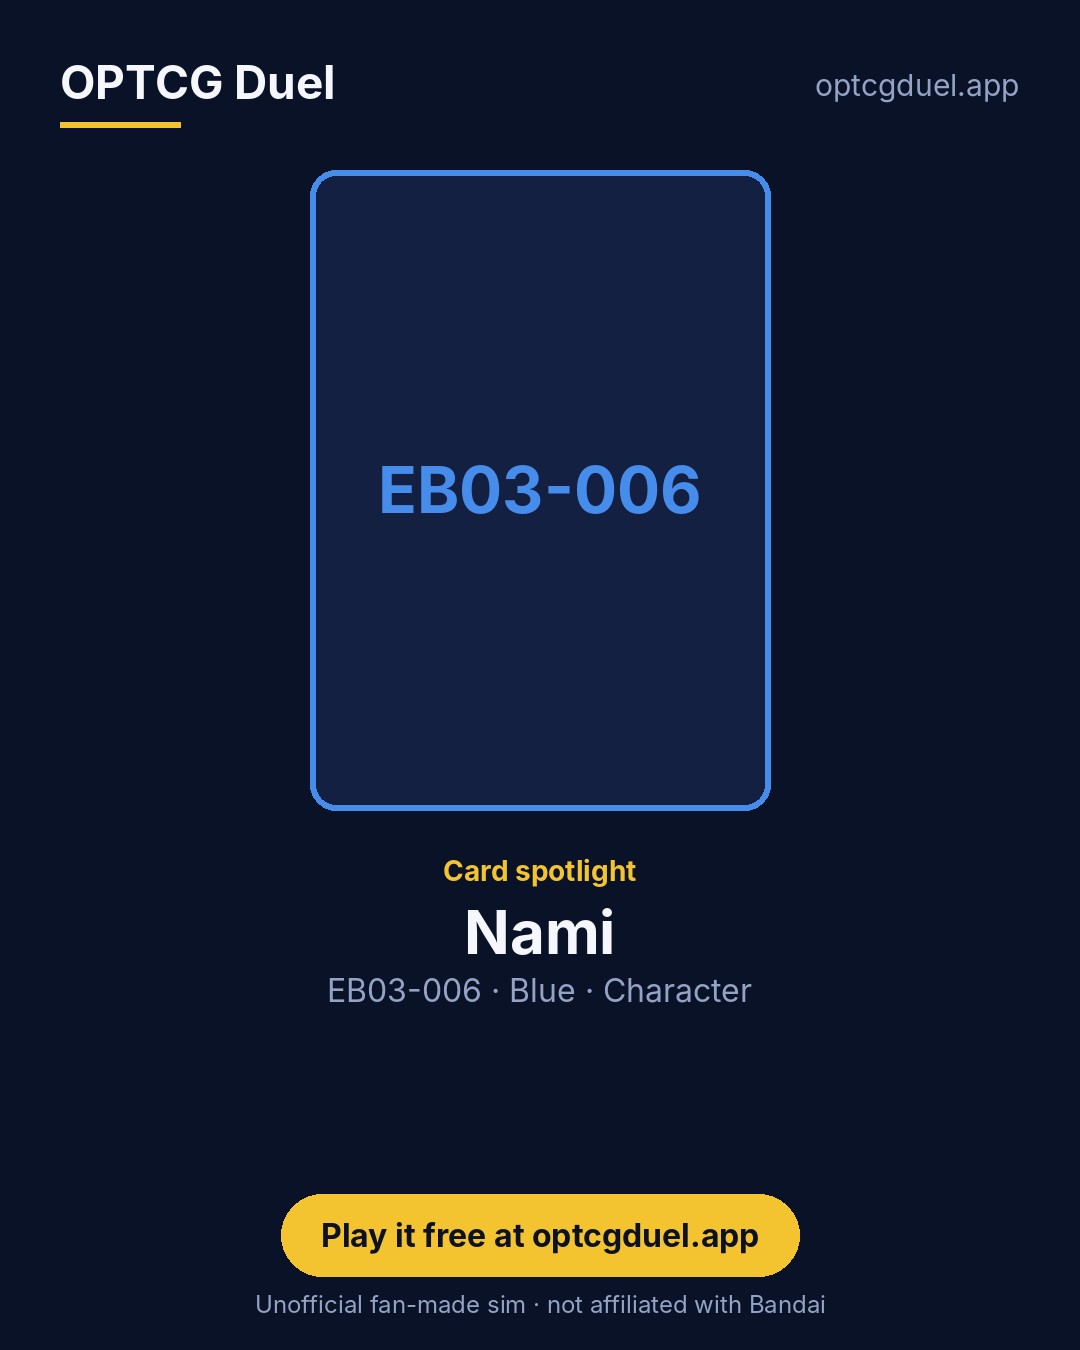 OPTCG Duel
optcgduel.app
EB03-006
Card spotlight
Nami
EB03-006 · Blue · Character
Play it free at optcgduel.app
Unofficial fan-made sim · not affiliated with Bandai